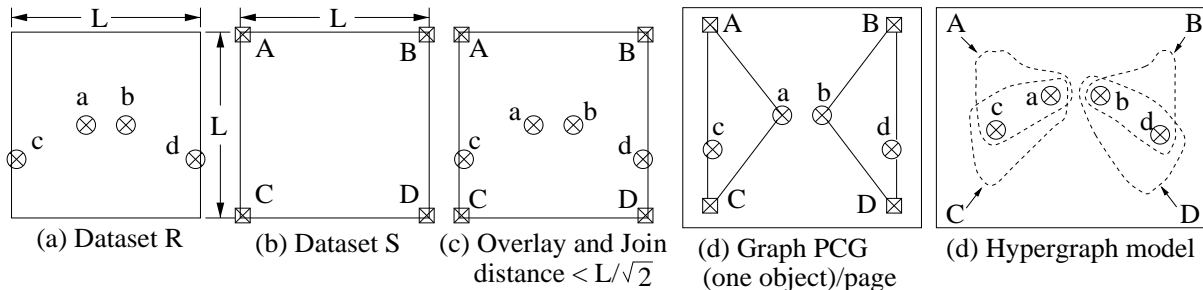 L
L
a b
c d
(a) Dataset R
L
A B
C D
(b) Dataset S
A B
a b
c d
C D
(c) Overlay and Join
distance < L/√2
A B
a b
c d
C D
(d) Graph PCG
(one object)/page
A B
a b
c d
C D
(d) Hypergraph model